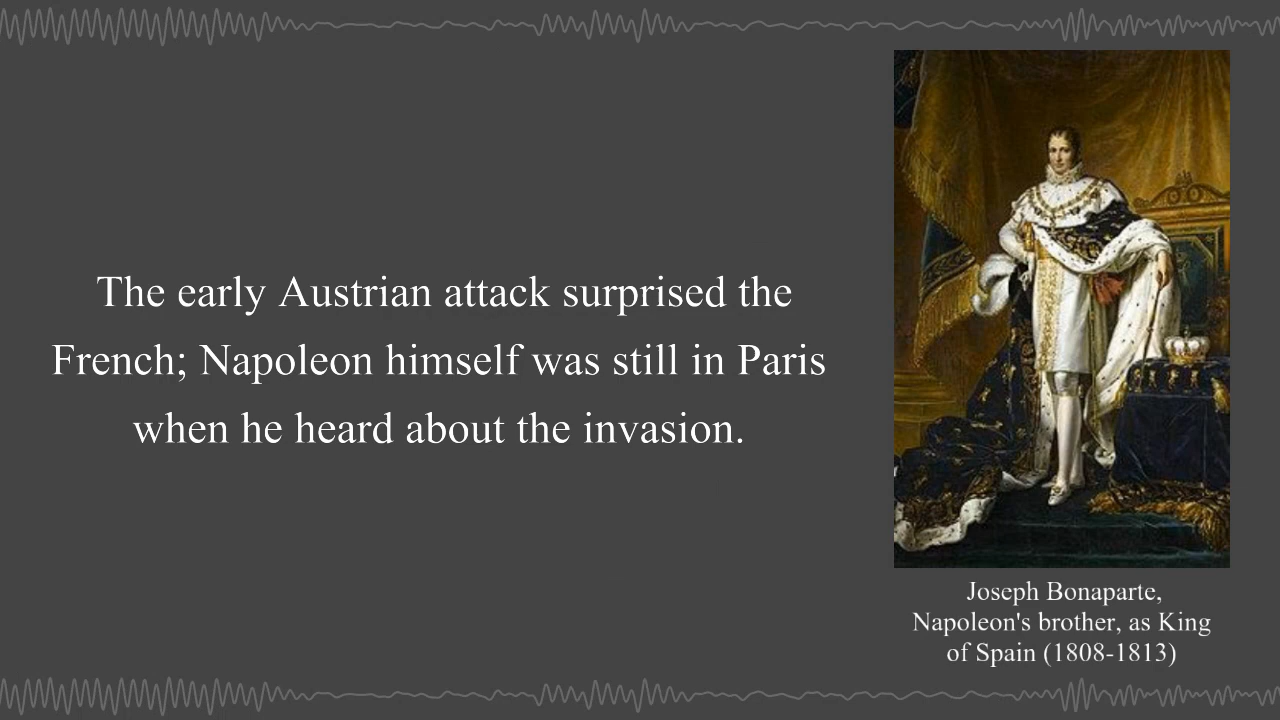 The early Austrian attack surprised the
French; Napoleon himself was still in Paris
when he heard about the invasion.
Joseph Bonaparte,
Napoleon's brother, as King
of Spain (1808-1813)